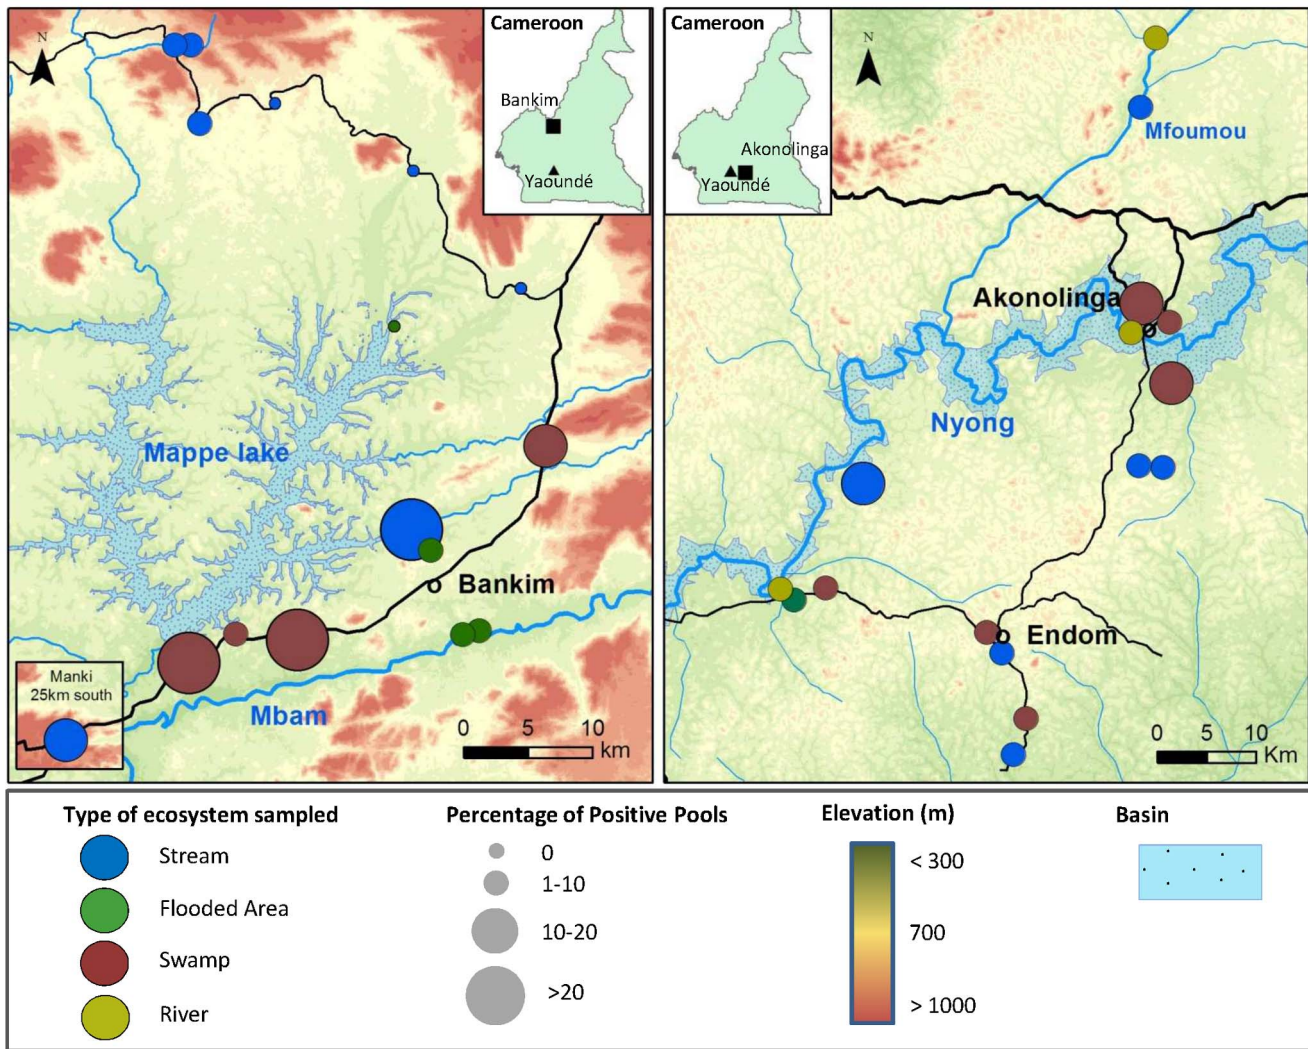 N
Cameroon
Bankim
Yaoundé
Mappe lake
Bankim
Manki
25km south
Mbam
0 5 10
km
Cameroon
Akonolinga
Yaoundé
N
Mfoumou
Akonolinga
Nyong
Endom
0 5 10
Km
Type of ecosystem sampled
Stream
Flooded Area
Swamp
River
Percentage of Positive Pools
0
1-10
10-20
>20
Elevation (m)
< 300
700
> 1000
Basin